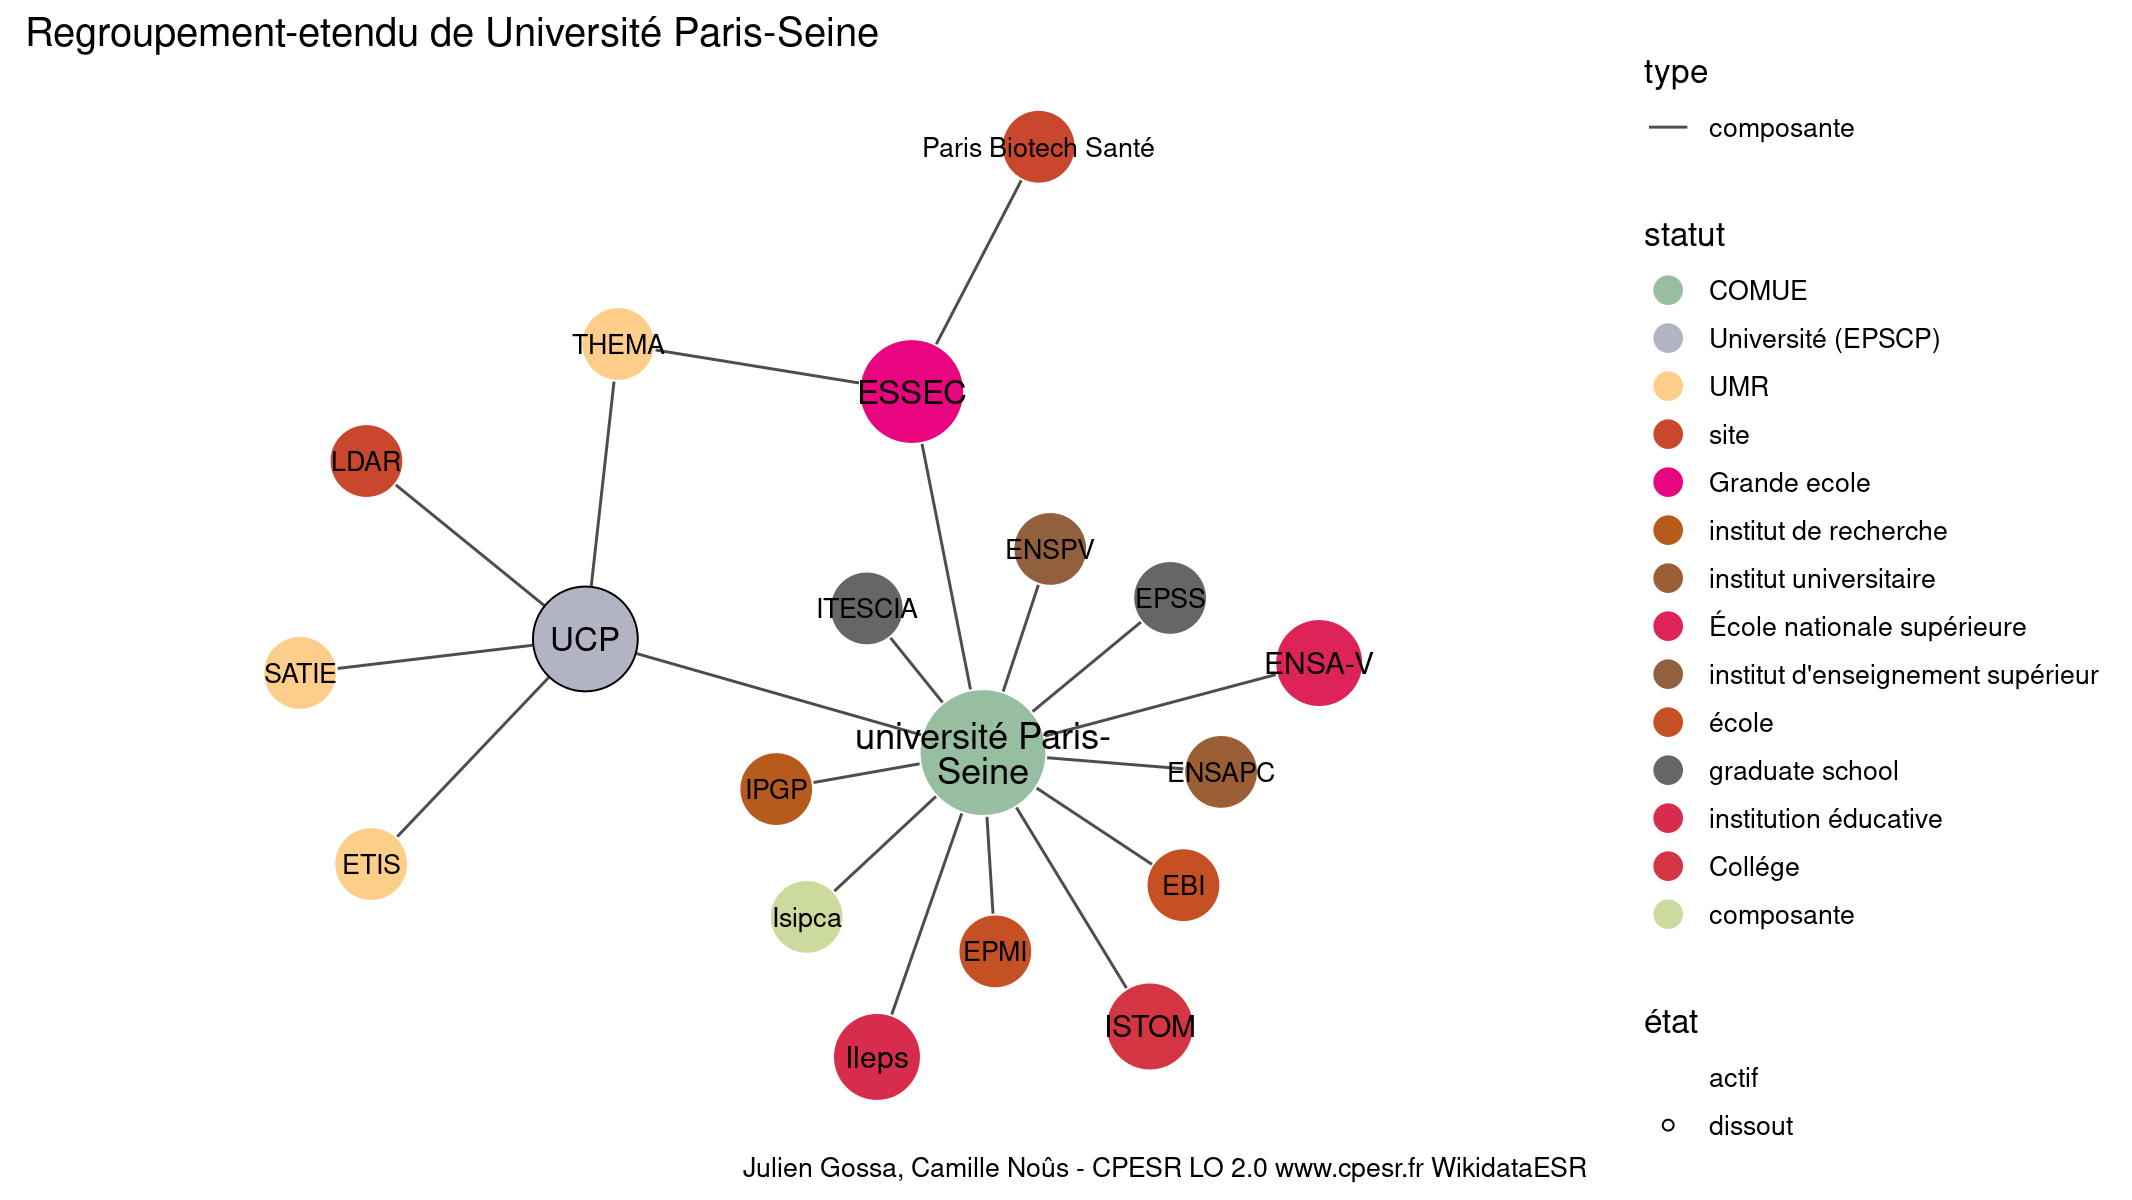 Regroupement-etendu de Université Paris-Seine
Paris Biotech Santé
THEMA
ESSEC
LDAR
ENSPV
ITESCIA
EPSS
UCP
ENSA-V
SATIE
université Paris-
Seine
IPGP
ENSAPC
ETIS
EBI
Isipca
EPMI
ISTOM
Ileps
type
composante
statut
COMUE
Université (EPSCP)
UMR
site
Grande ecole
institut de recherche
institut universitaire
École nationale supérieure
institut d'enseignement supérieur
école
graduate school
institution éducative
Collége
composante
état
actif
dissout
Julien Gossa, Camille Noûs - CPESR LO 2.0 www.cpesr.fr WikidataESR